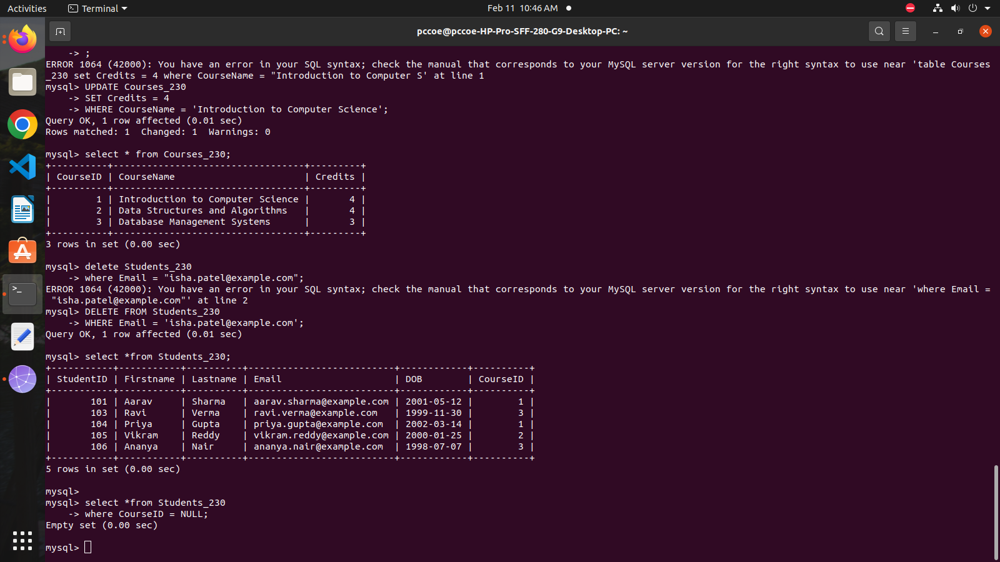 Activities Terminal Feb 11 10:46 AM
pccoe@pccoe-HP-Pro-SFF-280-G9-Desktop-PC: ~
    -> ;
ERROR 1064 (42000): You have an error in your SQL syntax; check the manual that corresponds to your MySQL server version for the right syntax to use near 'table Courses
_230 set Credits = 4 where CourseName = "Introduction to Computer S' at line 1
mysql> UPDATE Courses_230
    -> SET Credits = 4
    -> WHERE CourseName = 'Introduction to Computer Science';
Query OK, 1 row affected (0.01 sec)
Rows matched: 1  Changed: 1  Warnings: 0
mysql> select * from Courses_230;
+----------+----------------------------------+---------+
| CourseID | CourseName                       | Credits |
+----------+----------------------------------+---------+
|        1 | Introduction to Computer Science |       4 |
|        2 | Data Structures and Algorithms   |       4 |
|        3 | Database Management Systems      |       3 |
+----------+----------------------------------+---------+
3 rows in set (0.00 sec)
mysql> delete Students_230
    -> where Email = "isha.patel@example.com";
ERROR 1064 (42000): You have an error in your SQL syntax; check the manual that corresponds to your MySQL server version for the right syntax to use near 'where Email =
 "isha.patel@example.com"' at line 2
mysql> DELETE FROM Students_230
    -> WHERE Email = 'isha.patel@example.com';
Query OK, 1 row affected (0.01 sec)
mysql> select *from Students_230;
+-----------+-----------+----------+--------------------------+------------+----------+
| StudentID | Firstname | Lastname | Email                    | DOB        | CourseID |
+-----------+-----------+----------+--------------------------+------------+----------+
|       101 | Aarav     | Sharma   | aarav.sharma@example.com | 2001-05-12 |        1 |
|       103 | Ravi      | Verma    | ravi.verma@example.com   | 1999-11-30 |        3 |
|       104 | Priya     | Gupta    | priya.gupta@example.com  | 2002-03-14 |        1 |
|       105 | Vikram    | Reddy    | vikram.reddy@example.com | 2000-01-25 |        2 |
|       106 | Ananya    | Nair     | ananya.nair@example.com  | 1998-07-07 |        3 |
+-----------+-----------+----------+--------------------------+------------+----------+
5 rows in set (0.00 sec)
mysql>
mysql> select *from Students_230
    -> where CourseID = NULL;
Empty set (0.00 sec)
mysql>